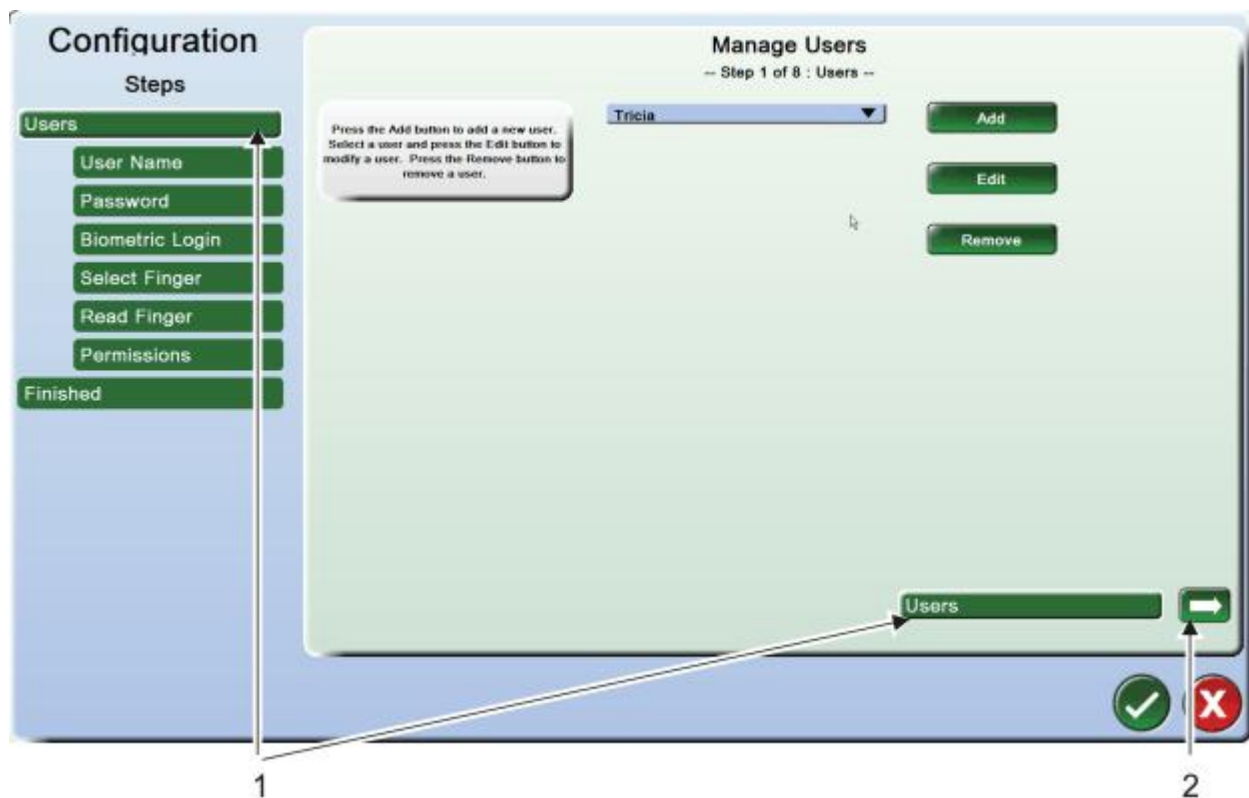 Configuration
Steps
Users
User Name
Password
Biometric Login
Select Finger
Read Finger
Permissions
Finished
Manage Users
-- Step 1 of 8 : Users --
Press the Add button to add a new user.
Select a user and press the Edit button to
modify a user. Press the Remove button to
remove a user.
Tricia
Add
Edit
Remove
Users
1
2